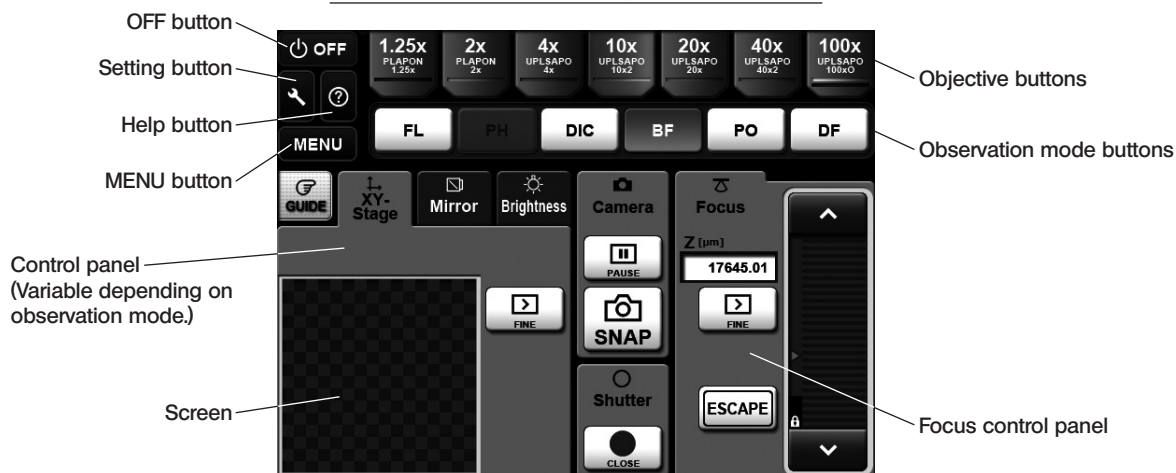 OFF button
Setting button
Help button
MENU button
Control panel
(Variable depending on
observation mode.)
Screen
OFF
MENU
1.25x
PLAPON
1.25x
2x
PLAPON
2x
4x
UPLSAPO
4x
10x
UPLSAPO
10x2
20x
UPLSAPO
20x
40x
UPLSAPO
40x2
100x
UPLSAPO
100xO
FL
PH
DIC
BF
PO
DF
GUIDE
XY-
Stage
Mirror
Brightness
Camera
Focus
PAUSE
SNAP
Shutter
CLOSE
FINE
Z [µm]
17645.01
FINE
ESCAPE
Objective buttons
Observation mode buttons
Focus control panel